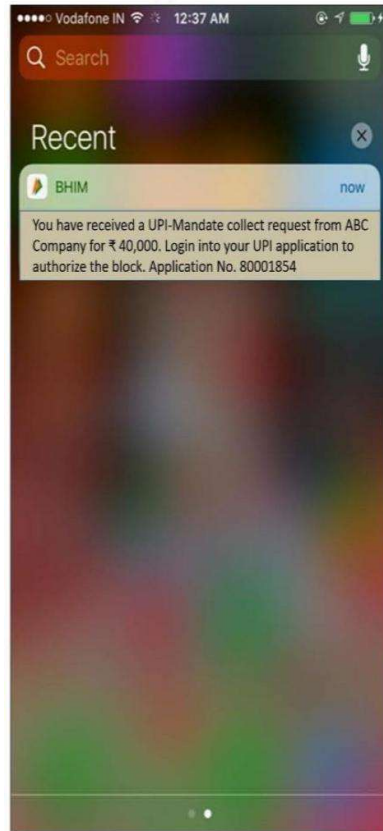 Vodafone IN 12:37 AM
Search
Recent
BHIM now
You have received a UPI-Mandate collect request from ABC
Company for ₹ 40,000. Login into your UPI application to
authorize the block. Application No. 80001854